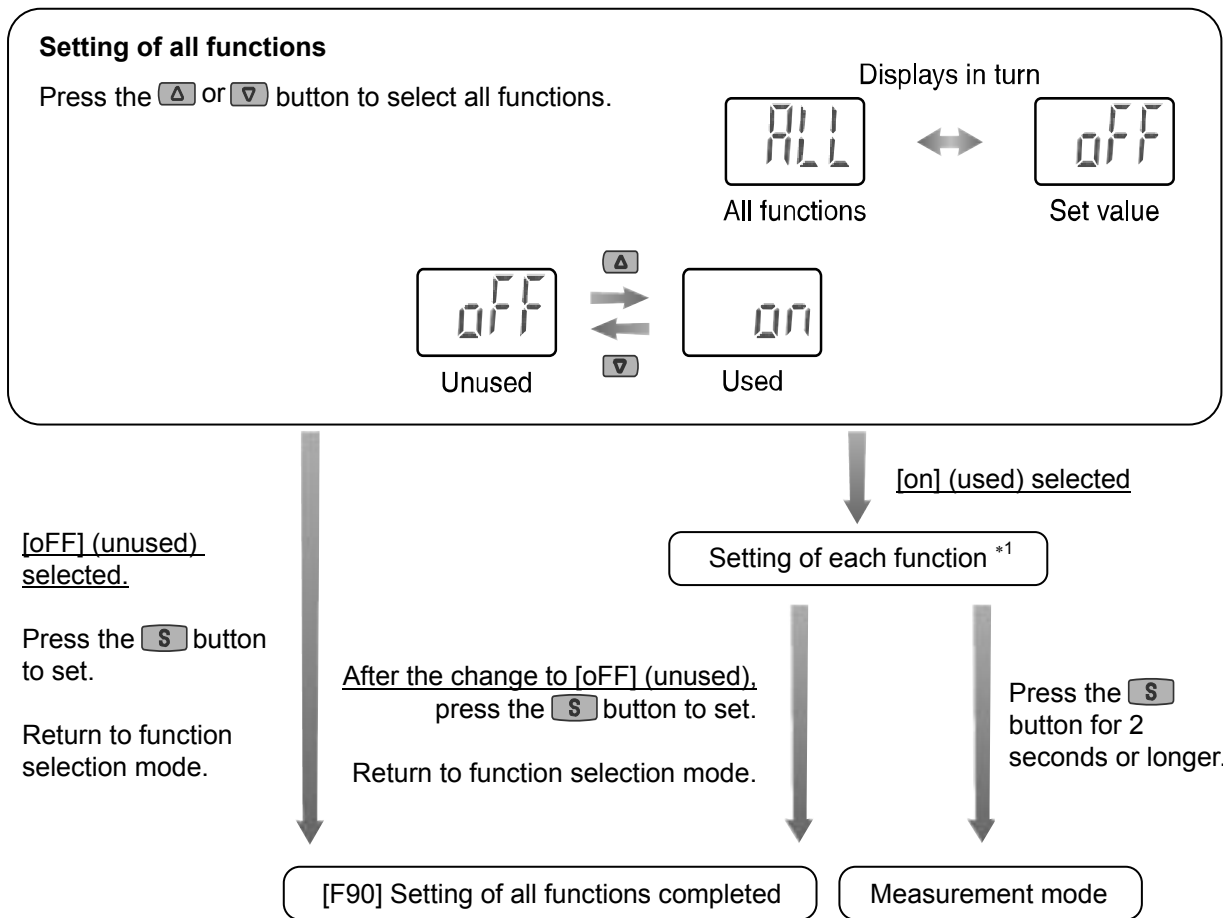 Setting of all functions
Press the △ or ▽ button to select all functions.
Displays in turn
ALL
oFF
All functions
Set value
oFF
on
Unused
Used
[on] (used) selected
Setting of each function *1
[oFF] (unused)
selected.
Press the S button
to set.
Return to function
selection mode.
After the change to [oFF] (unused),
press the S button to set.
Return to function selection mode.
Press the S
button for 2
seconds or longer.
[F90] Setting of all functions completed
Measurement mode